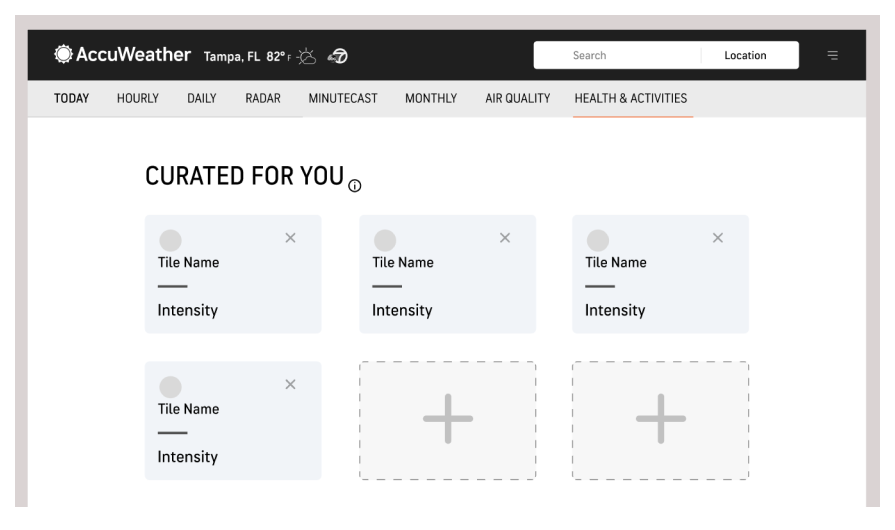 AccuWeather Tampa, FL 82° F 7 Search Location
TODAY HOURLY DAILY RADAR MINUTECAST MONTHLY AIR QUALITY HEALTH & ACTIVITIES
CURATED FOR YOU
Tile Name Tile Name Tile Name
Intensity Intensity Intensity
Tile Name
Intensity